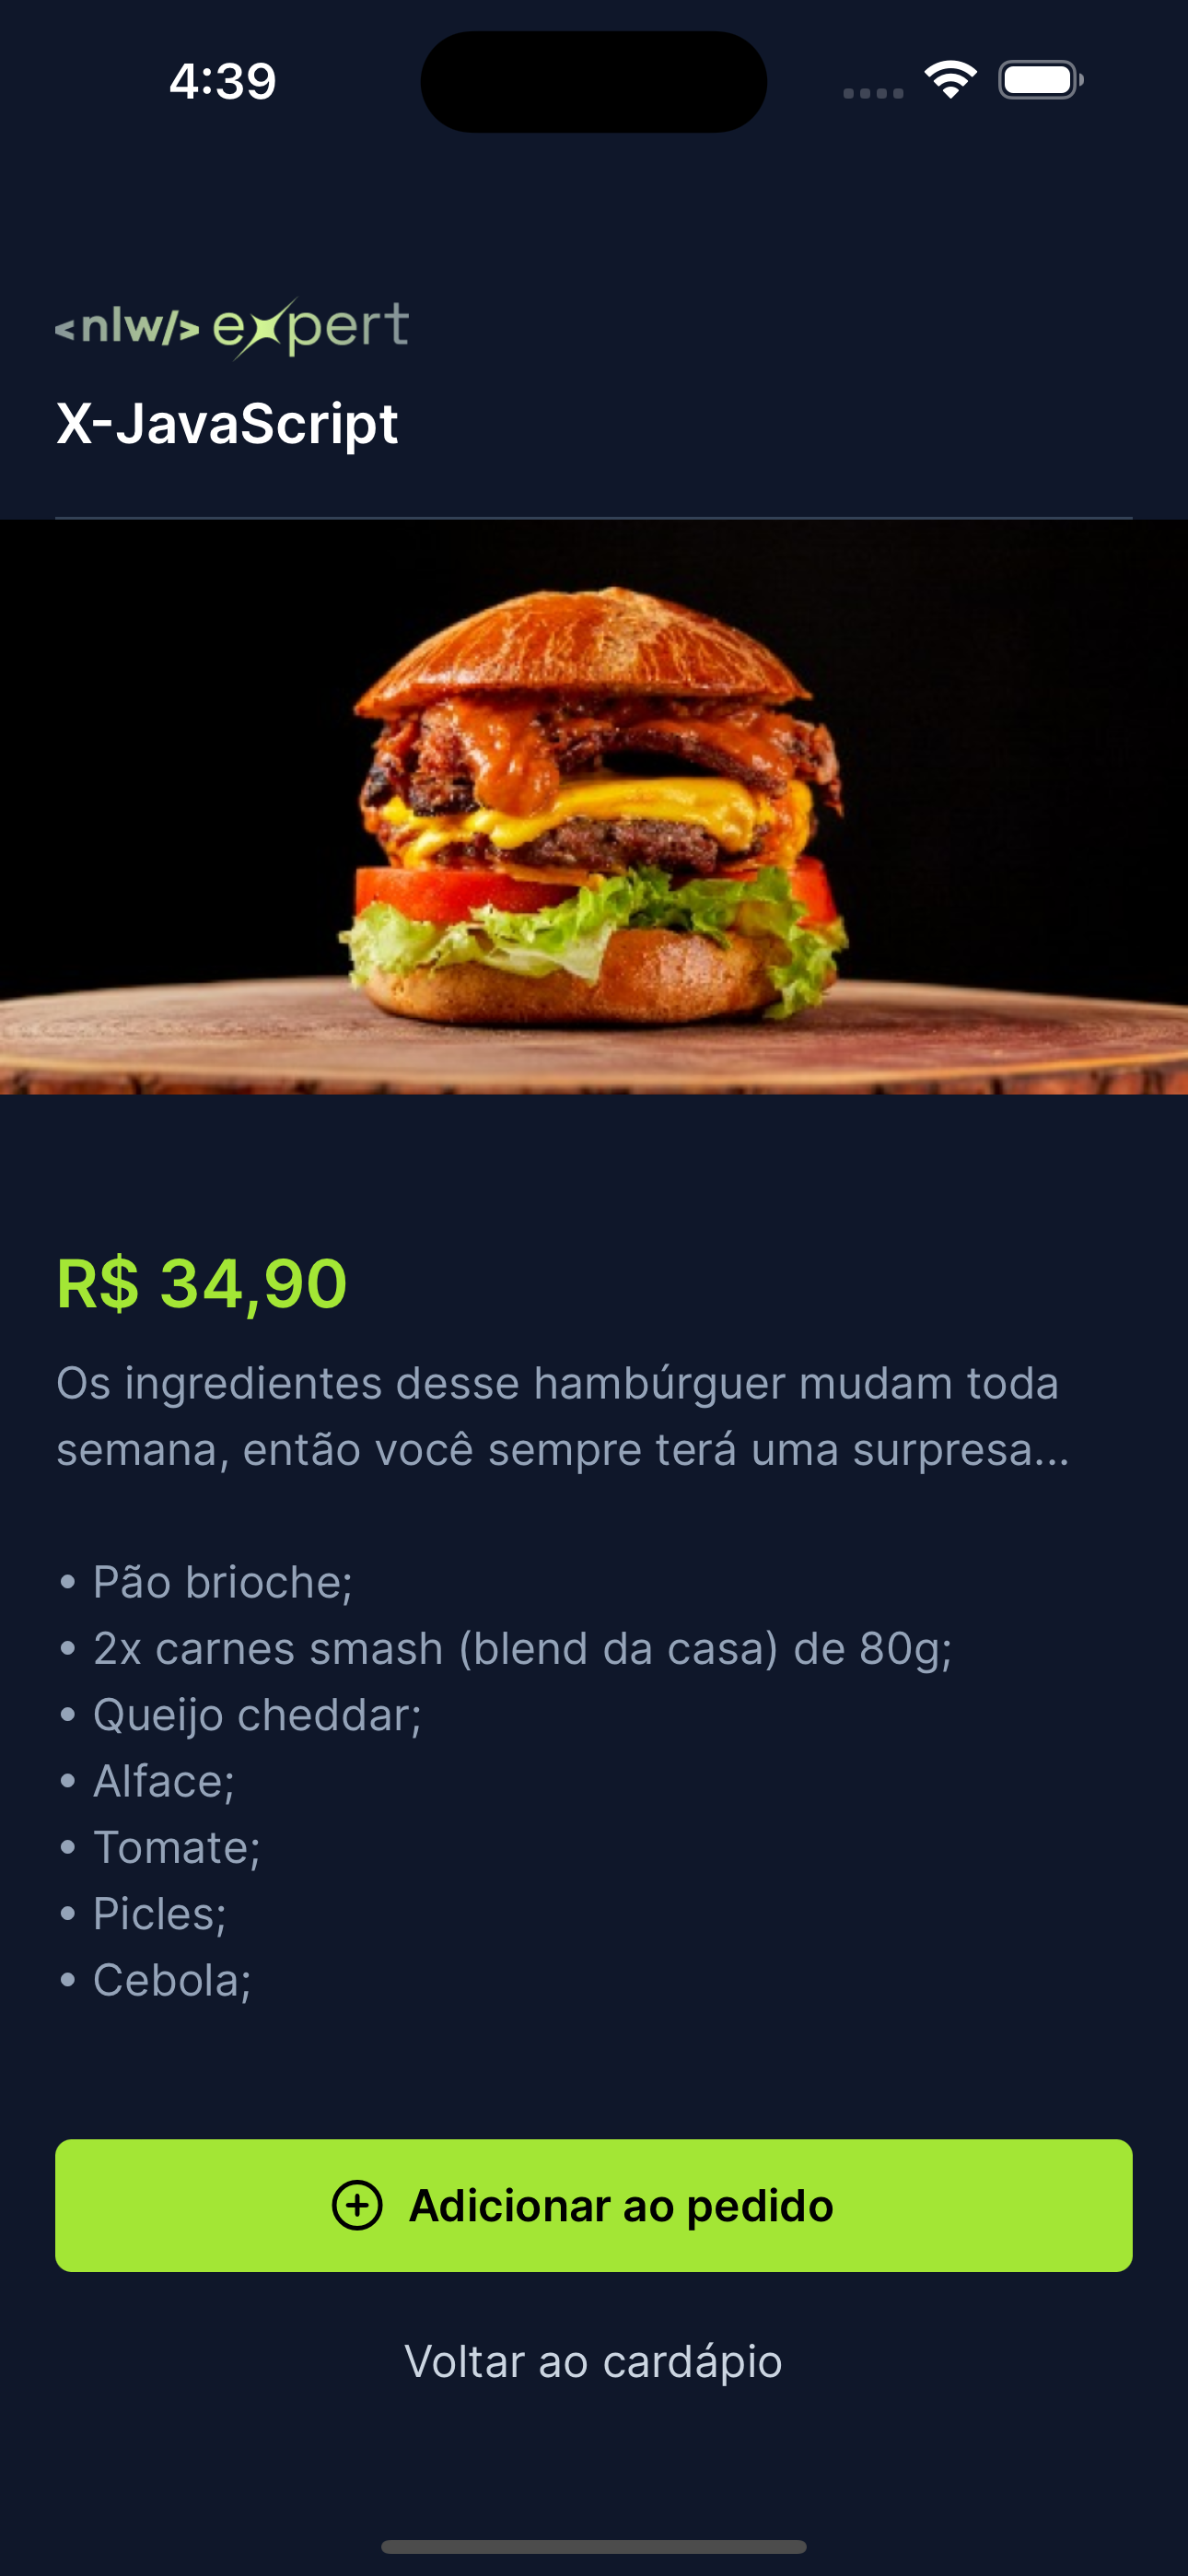 4:39
<nlw/> expert
X-JavaScript
R$ 34,90
Os ingredientes desse hambúrguer mudam toda
semana, então você sempre terá uma surpresa...
• Pão brioche;
• 2x carnes smash (blend da casa) de 80g;
• Queijo cheddar;
• Alface;
• Tomate;
• Picles;
• Cebola;
Adicionar ao pedido
Voltar ao cardápio